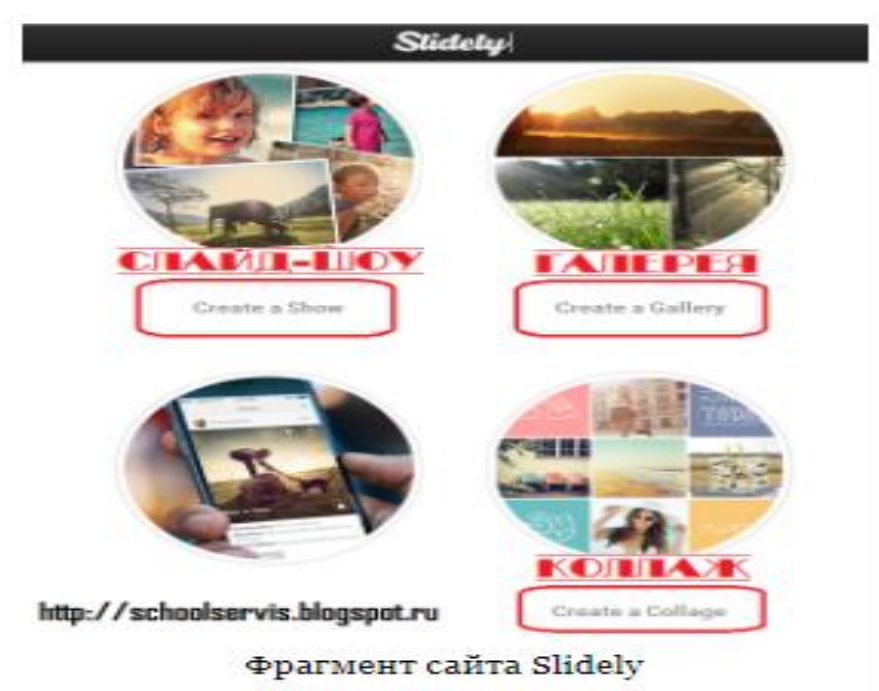 Slidely
СЛАЙД-ШОУ
ГАЛЕРЕЯ
Create a Show
Create a Gallery
КОЛЛАЖ
http://schoolservis.blogspot.ru
Create a Collage
Фрагмент сайта Slidely